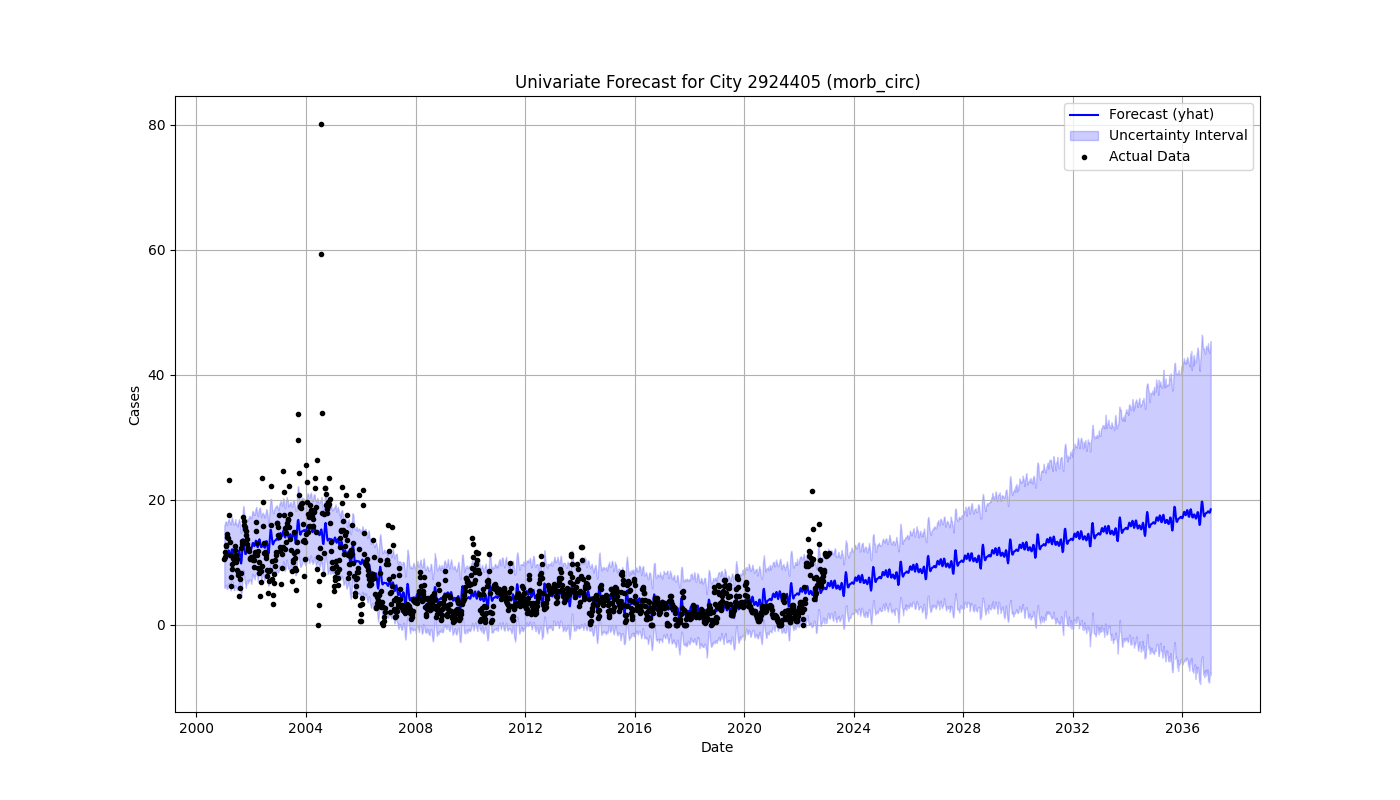 Univariate Forecast for City 2924405 (morb_circ)
Forecast (yhat)
Uncertainty Interval
Actual Data
Cases
80
60
40
20
0
2000 2004 2008 2012 2016 2020 2024 2028 2032 2036
Date